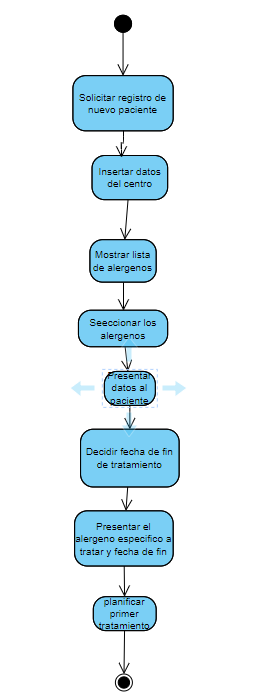 Solicitar registro de
nuevo paciente
Insertar datos
del centro
Mostrar lista
de alergenos
Seeccionar los
alergenos
Presentar
datos al
paciente
Decidir fecha de fin
de tratamiento
Presentar el
alergeno especifico a
tratar y fecha de fin
planificar
primer
tratamiento